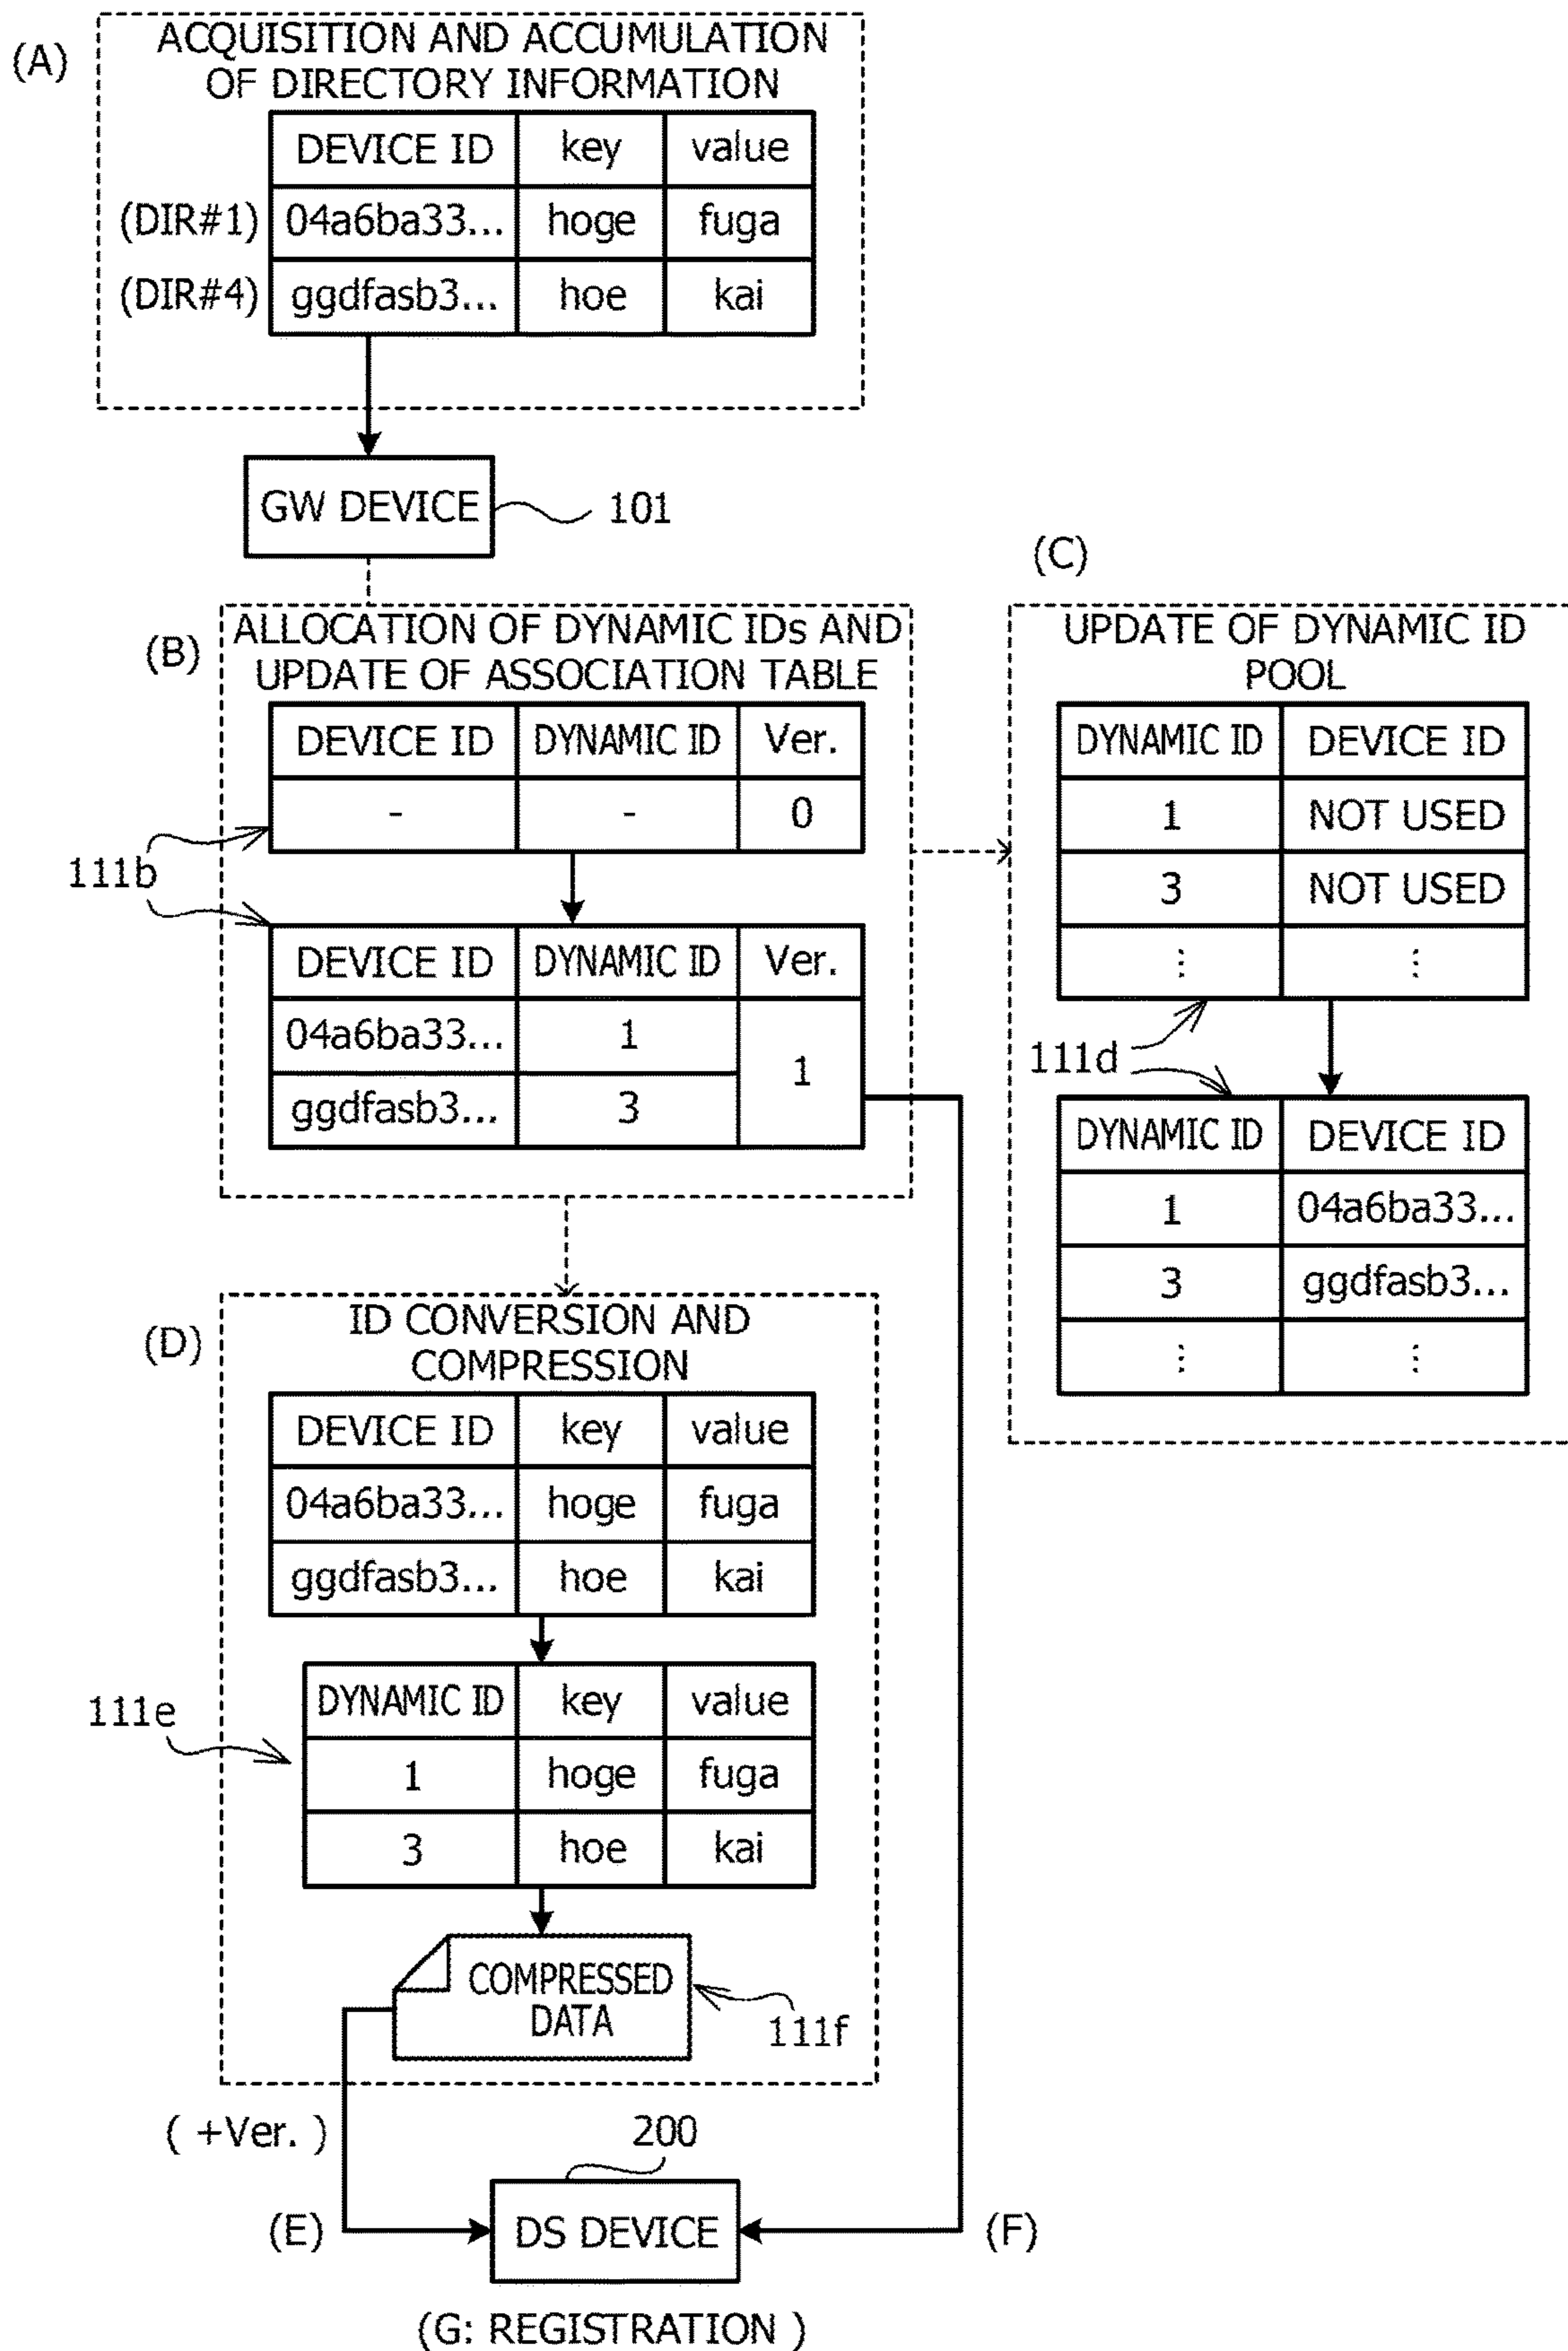 (A)
ACQUISITION AND ACCUMULATION
OF DIRECTORY INFORMATION
DEVICE ID key value
(DIR#1) 04a6ba33... hoge fuga
(DIR#4) ggdfasb3... hoe kai
GW DEVICE 101
(B)
ALLOCATION OF DYNAMIC IDs AND
UPDATE OF ASSOCIATION TABLE
DEVICE ID DYNAMIC ID Ver.
- - 0
111b
DEVICE ID DYNAMIC ID Ver.
04a6ba33... 1
1
ggdfasb3... 3
(C)
UPDATE OF DYNAMIC ID
POOL
DYNAMIC ID DEVICE ID
1 NOT USED
3 NOT USED
⋮ ⋮
111d
DYNAMIC ID DEVICE ID
1 04a6ba33...
3 ggdfasb3...
⋮ ⋮
(D)
ID CONVERSION AND
COMPRESSION
DEVICE ID key value
04a6ba33... hoge fuga
ggdfasb3... hoe kai
111e
DYNAMIC ID key value
1 hoge fuga
3 hoe kai
COMPRESSED
DATA
111f
( +Ver. )
200
(E) DS DEVICE (F)
(G: REGISTRATION )